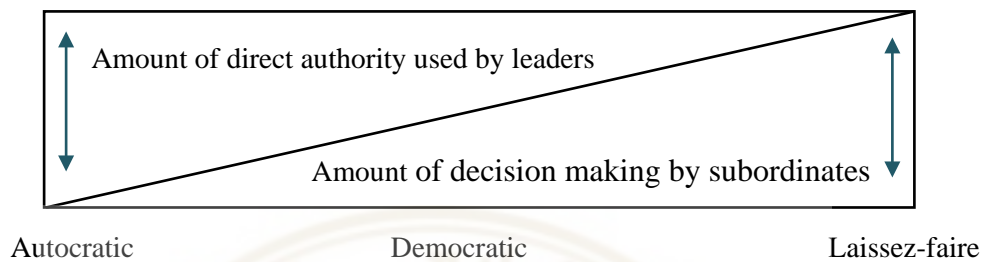 Amount of direct authority used by leaders
Amount of decision making by subordinates
Autocratic Democratic Laissez-faire